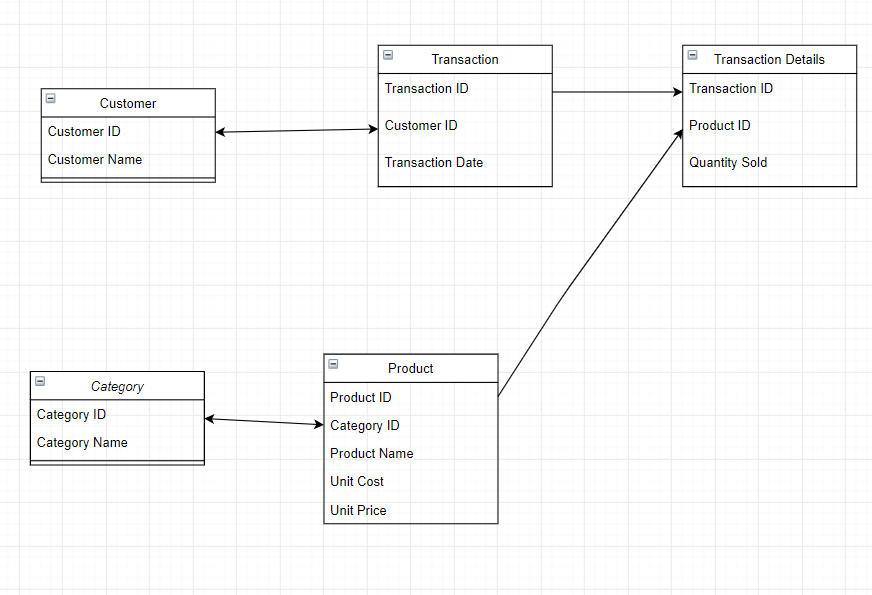 Transaction
Transaction ID
Customer ID
Transaction Date
Transaction Details
Transaction ID
Product ID
Quantity Sold
Customer
Customer ID
Customer Name
Product
Product ID
Category ID
Product Name
Unit Cost
Unit Price
Category
Category ID
Category Name